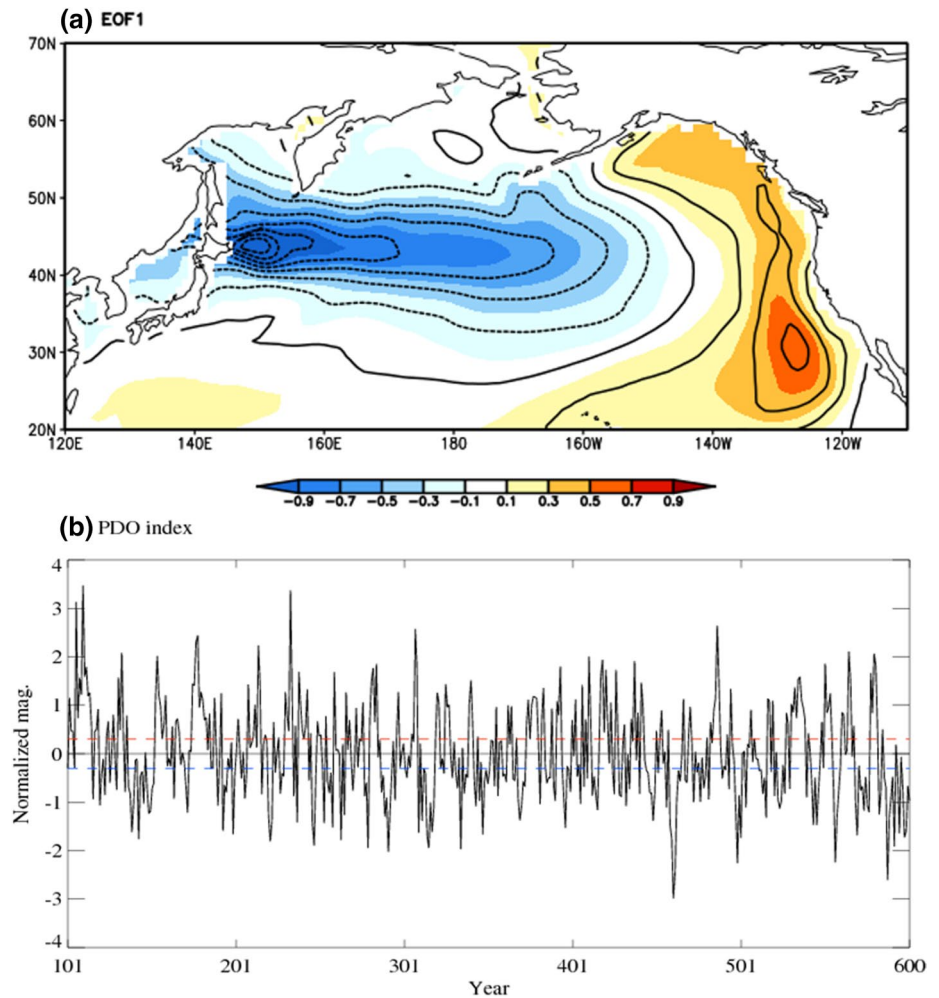 (a) EOF1
70N
60N
50N
40N
30N
20N
120E 140E 160E 180 160W 140W 120W
-0.9 -0.7 -0.5 -0.3 -0.1 0.1 0.3 0.5 0.7 0.9
(b) PDO index
4
3
2
1
0
-1
-2
-3
-4
Normalized mag.
101 201 301 401 501 600
Year